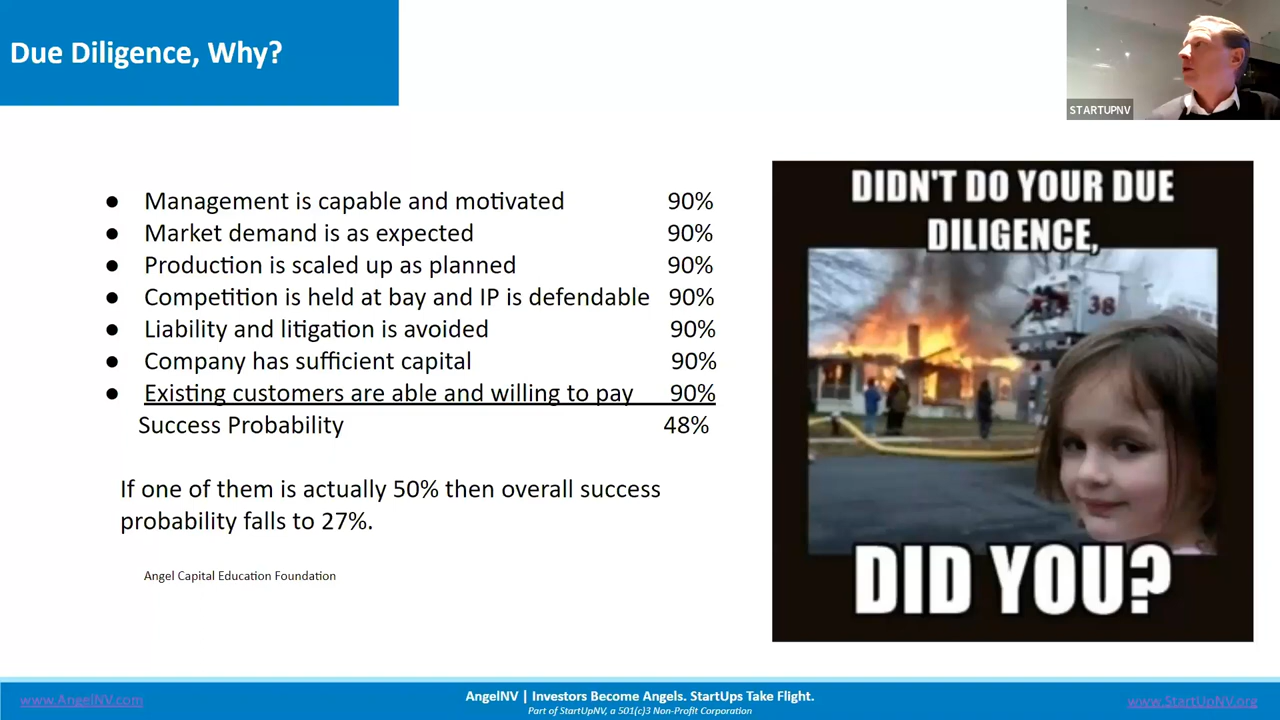 Due Diligence, Why?
STARTUPNV
● Management is capable and motivated 90%
● Market demand is as expected 90%
● Production is scaled up as planned 90%
● Competition is held at bay and IP is defendable 90%
● Liability and litigation is avoided 90%
● Company has sufficient capital 90%
● Existing customers are able and willing to pay 90%
Success Probability 48%
If one of them is actually 50% then overall success
probability falls to 27%.
Angel Capital Education Foundation
DIDN'T DO YOUR DUE
DILIGENCE,
38
DID YOU?
www.AngelNV.com
AngelNV | Investors Become Angels. StartUps Take Flight.
Part of StartUpNV, a 501(c)3 Non-Profit Corporation
www.StartUpNV.org